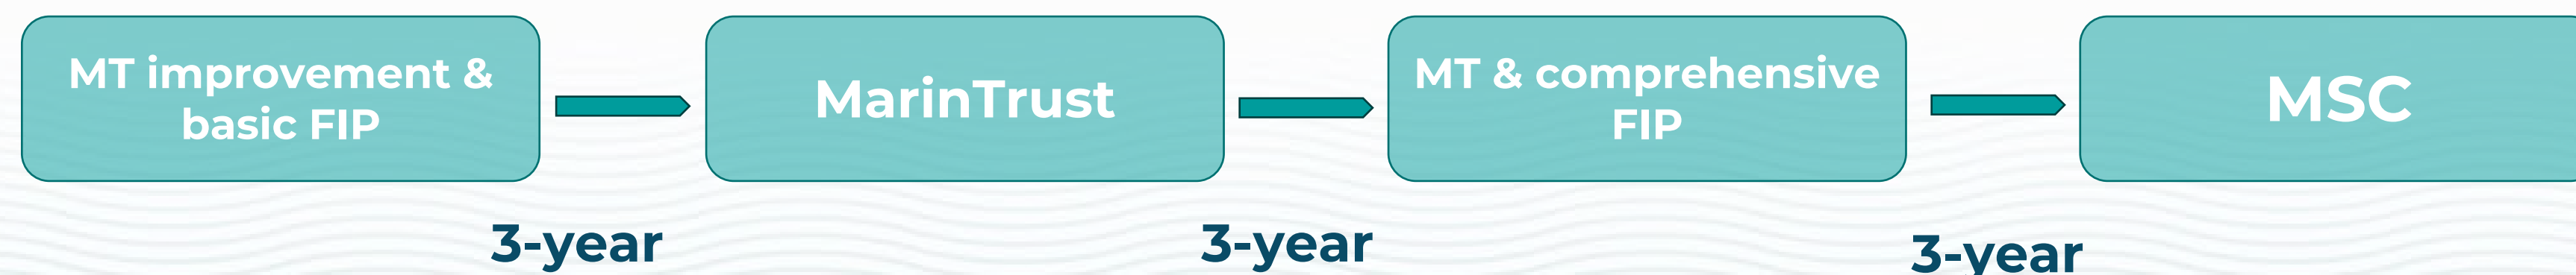 MT improvement &
basic FIP
MarinTrust
MT & comprehensive
FIP
MSC
3-year
3-year
3-year